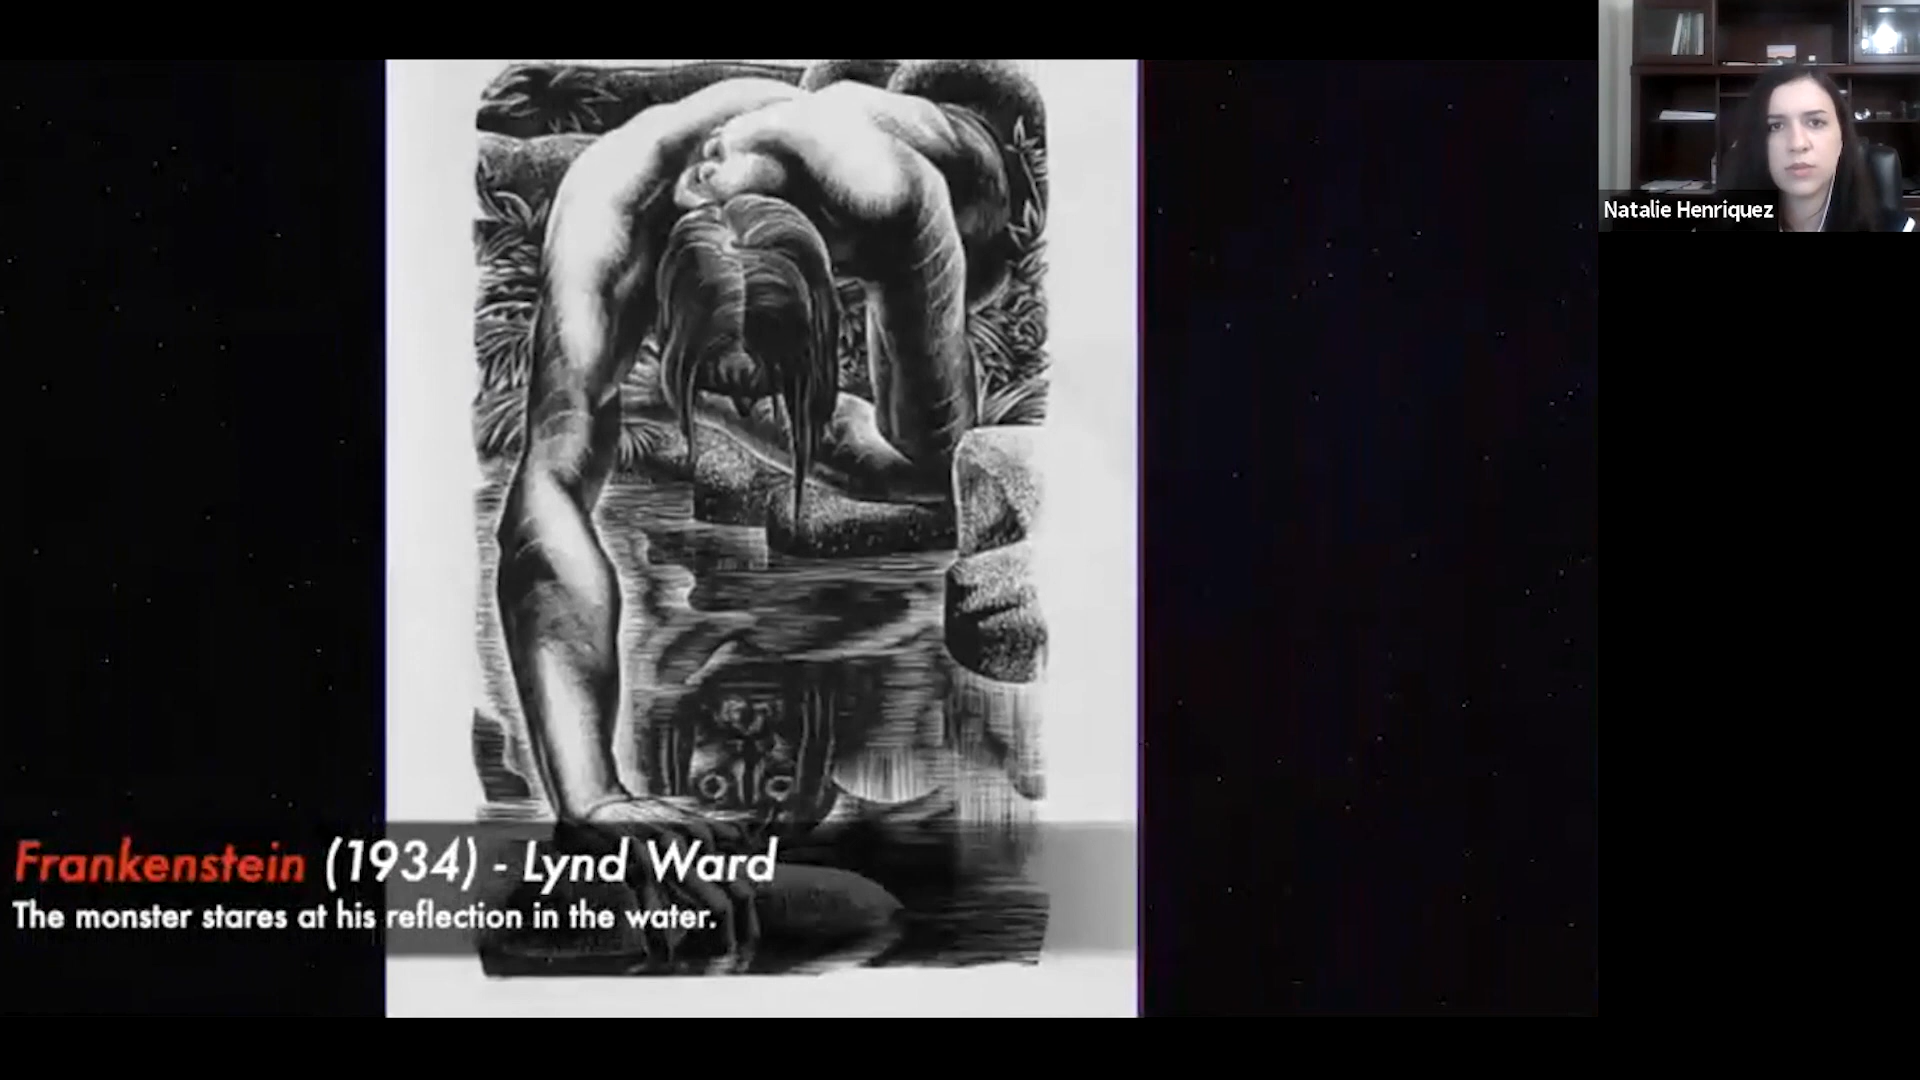 Natalie Henriquez
Frankenstein (1934) - Lynd Ward
The monster stares at his reflection in the water.